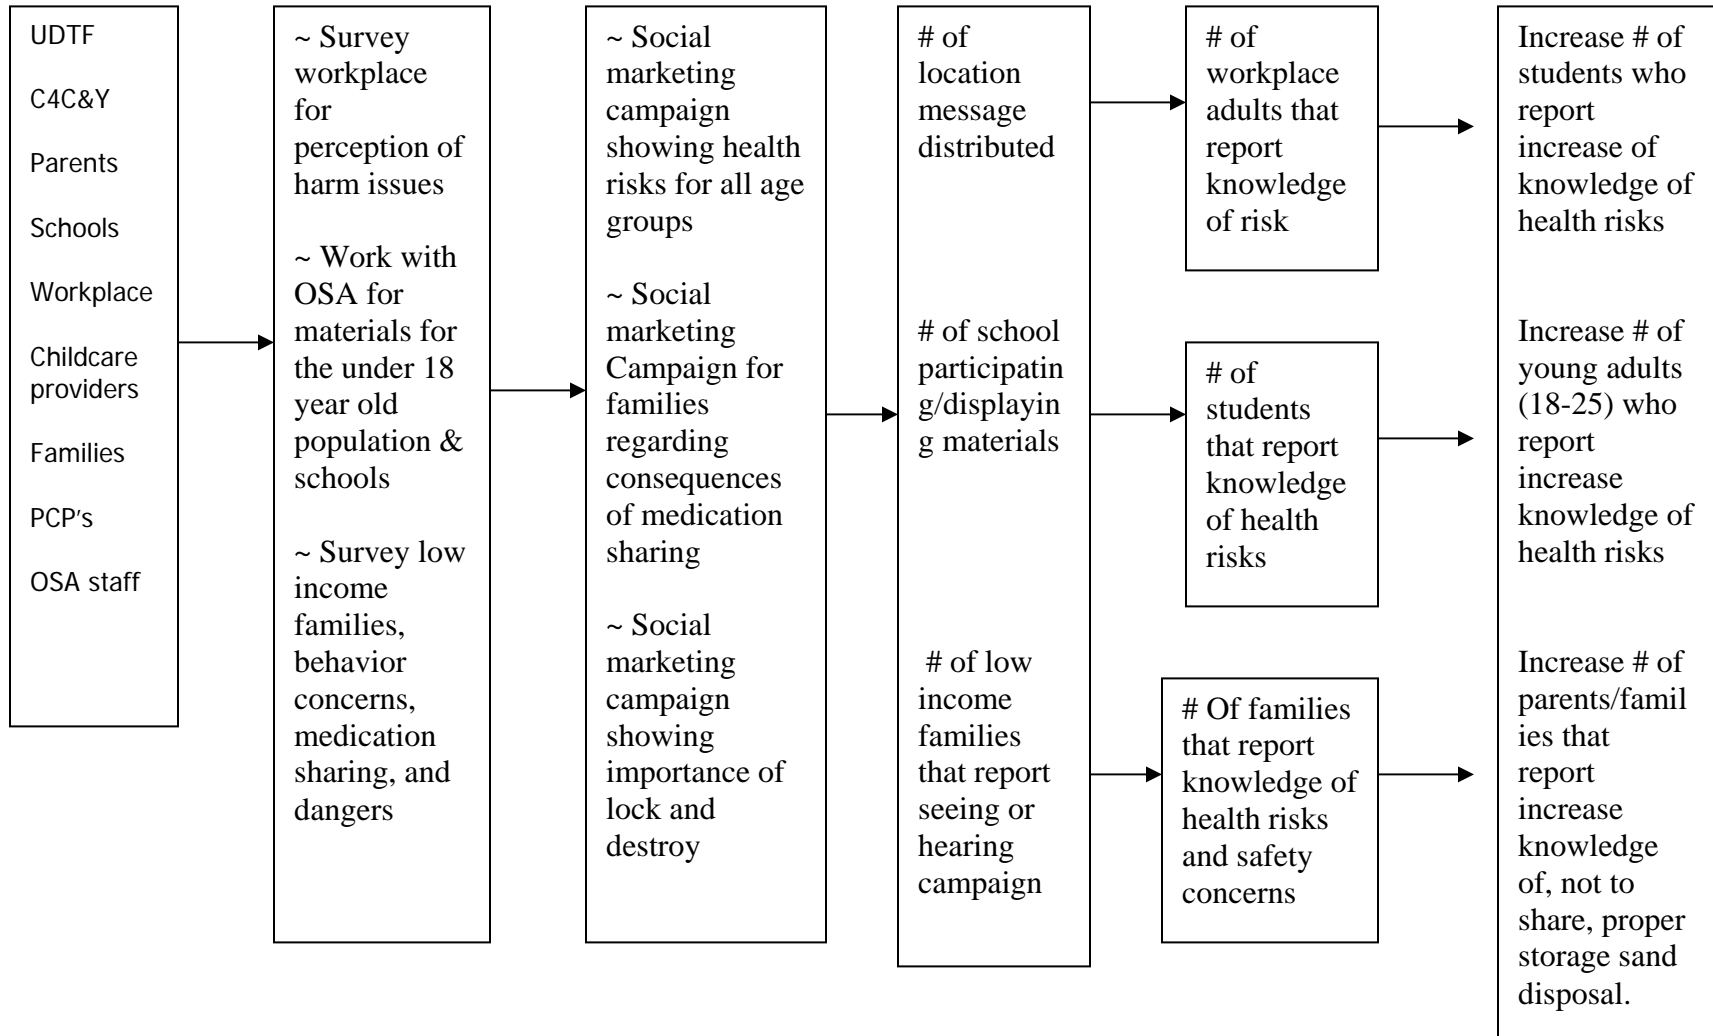 UDTF
C4C&Y
Parents
Schools
Workplace
Childcare
providers
Families
PCP's
OSA staff
~ Survey
workplace
for
perception of
harm issues
~ Work with
OSA for
materials for
the under 18
year old
population &
schools
~ Survey low
income
families,
behavior
concerns,
medication
sharing, and
dangers
~ Social
marketing
campaign
showing health
risks for all age
groups
~ Social
marketing
Campaign for
families
regarding
consequences
of medication
sharing
~ Social
marketing
campaign
showing
importance of
lock and
destroy
# of
location
message
distributed
# of school
participatin
g/displayin
g materials
# of low
income
families
that report
seeing or
hearing
campaign
# of
workplace
adults that
report
knowledge
of risk
# of
students
that report
knowledge
of health
risks
# Of families
that report
knowledge of
health risks
and safety
concerns
Increase # of
students who
report
increase of
knowledge of
health risks
Increase # of
young adults
(18-25) who
report
increase
knowledge of
health risks
Increase # of
parents/famil
ies that
report
increase
knowledge
of, not to
share, proper
storage sand
disposal.